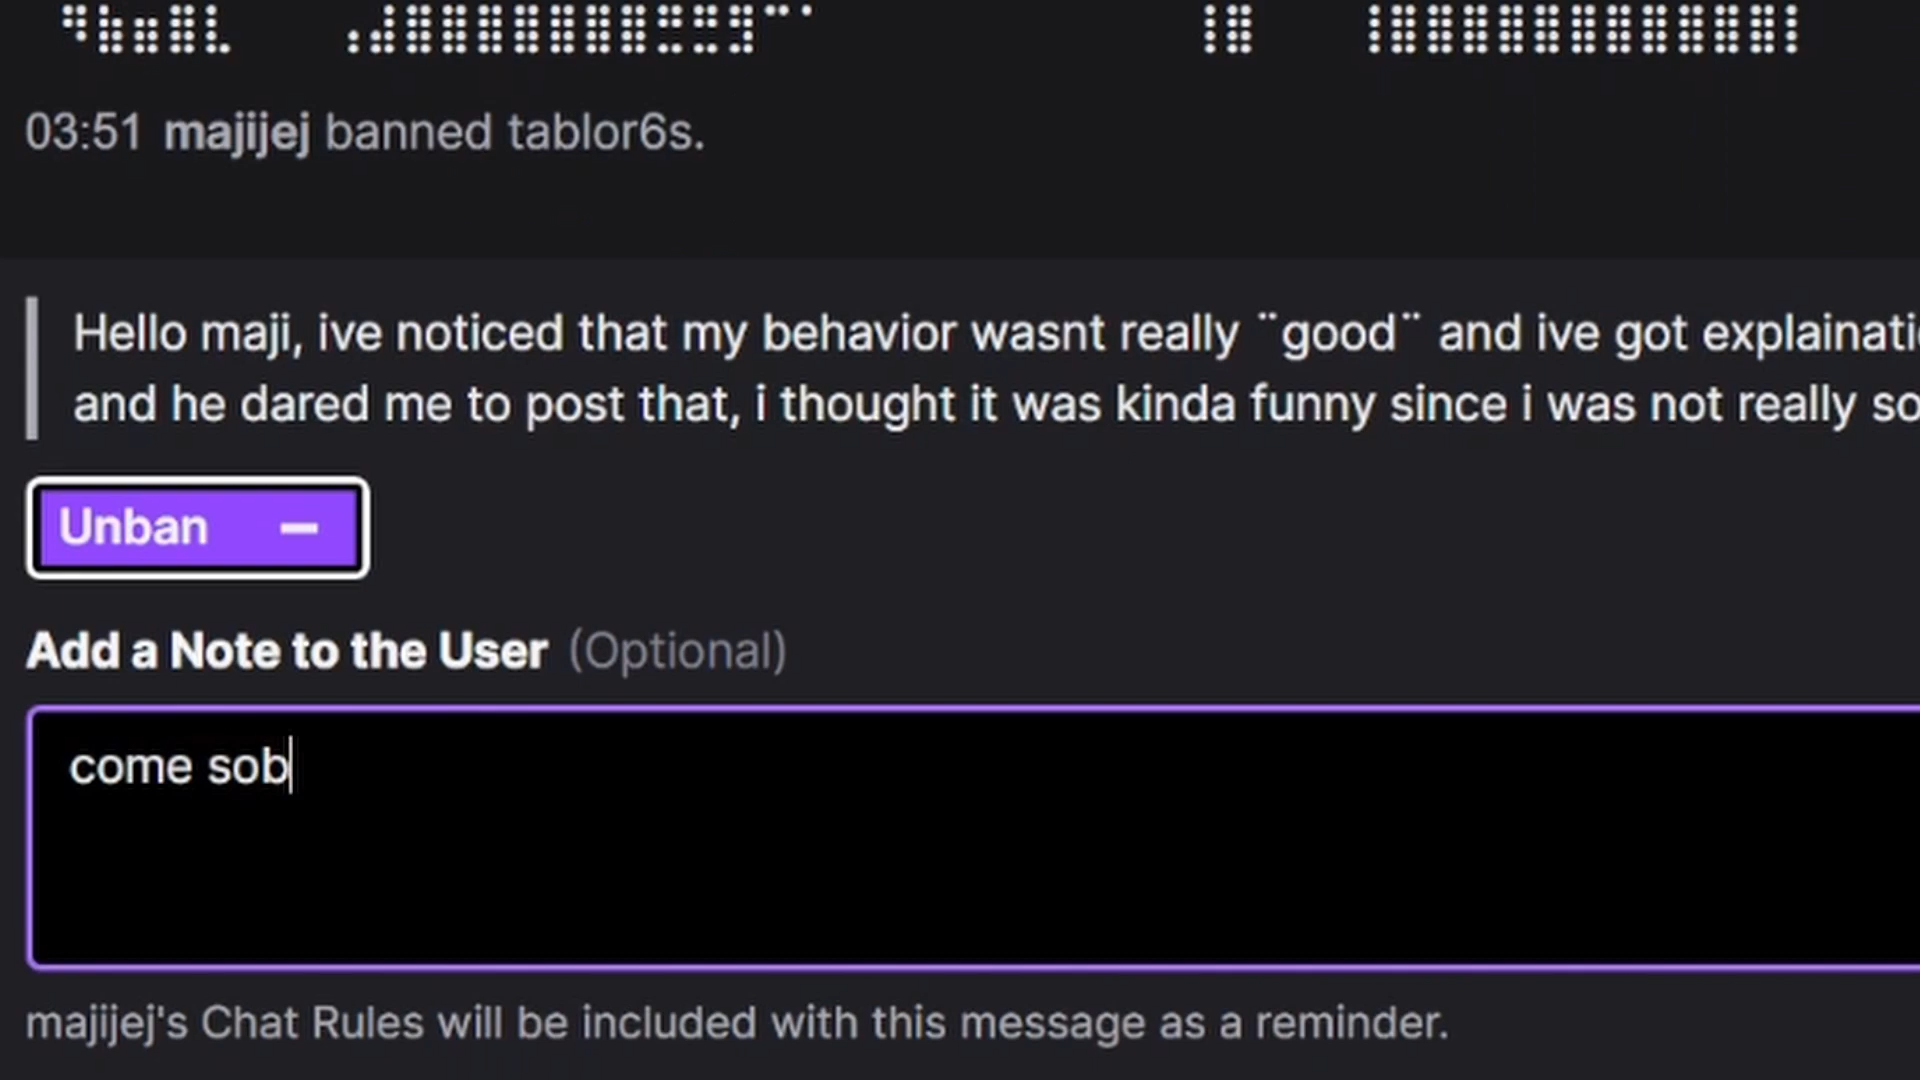 03:51 majijej banned tablor6s.
Hello maji, ive noticed that my behavior wasnt really ¨good¨ and ive got
and he dared me to post that, i thought it was kinda funny since i was not really
Unban
Add a Note to the User (Optional)
come sob
majijej's Chat Rules will be included with this message as a reminder.